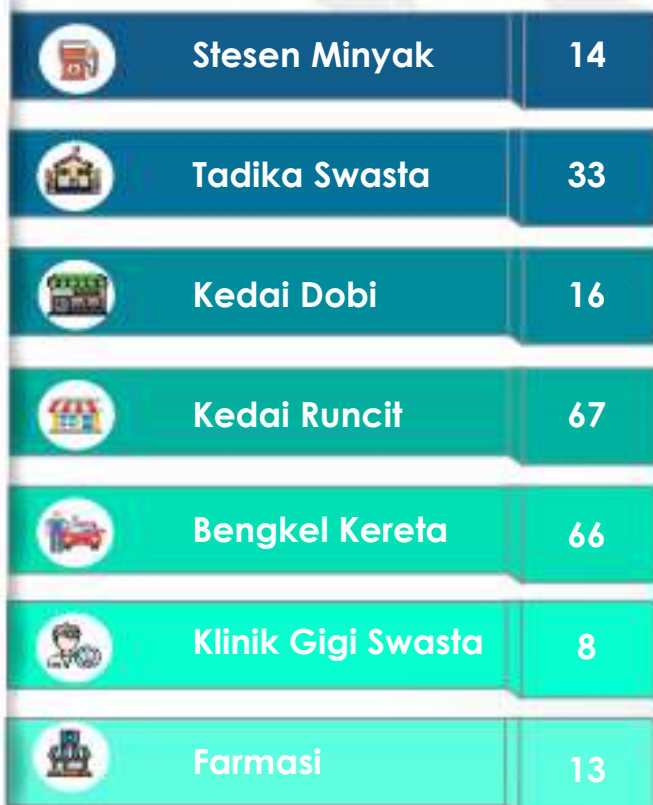 Stesen Minyak 14
Tadika Swasta 33
Kedai Dobi 16
Kedai Runcit 67
Bengkel Kereta 66
Klinik Gigi Swasta 8
Farmasi 13